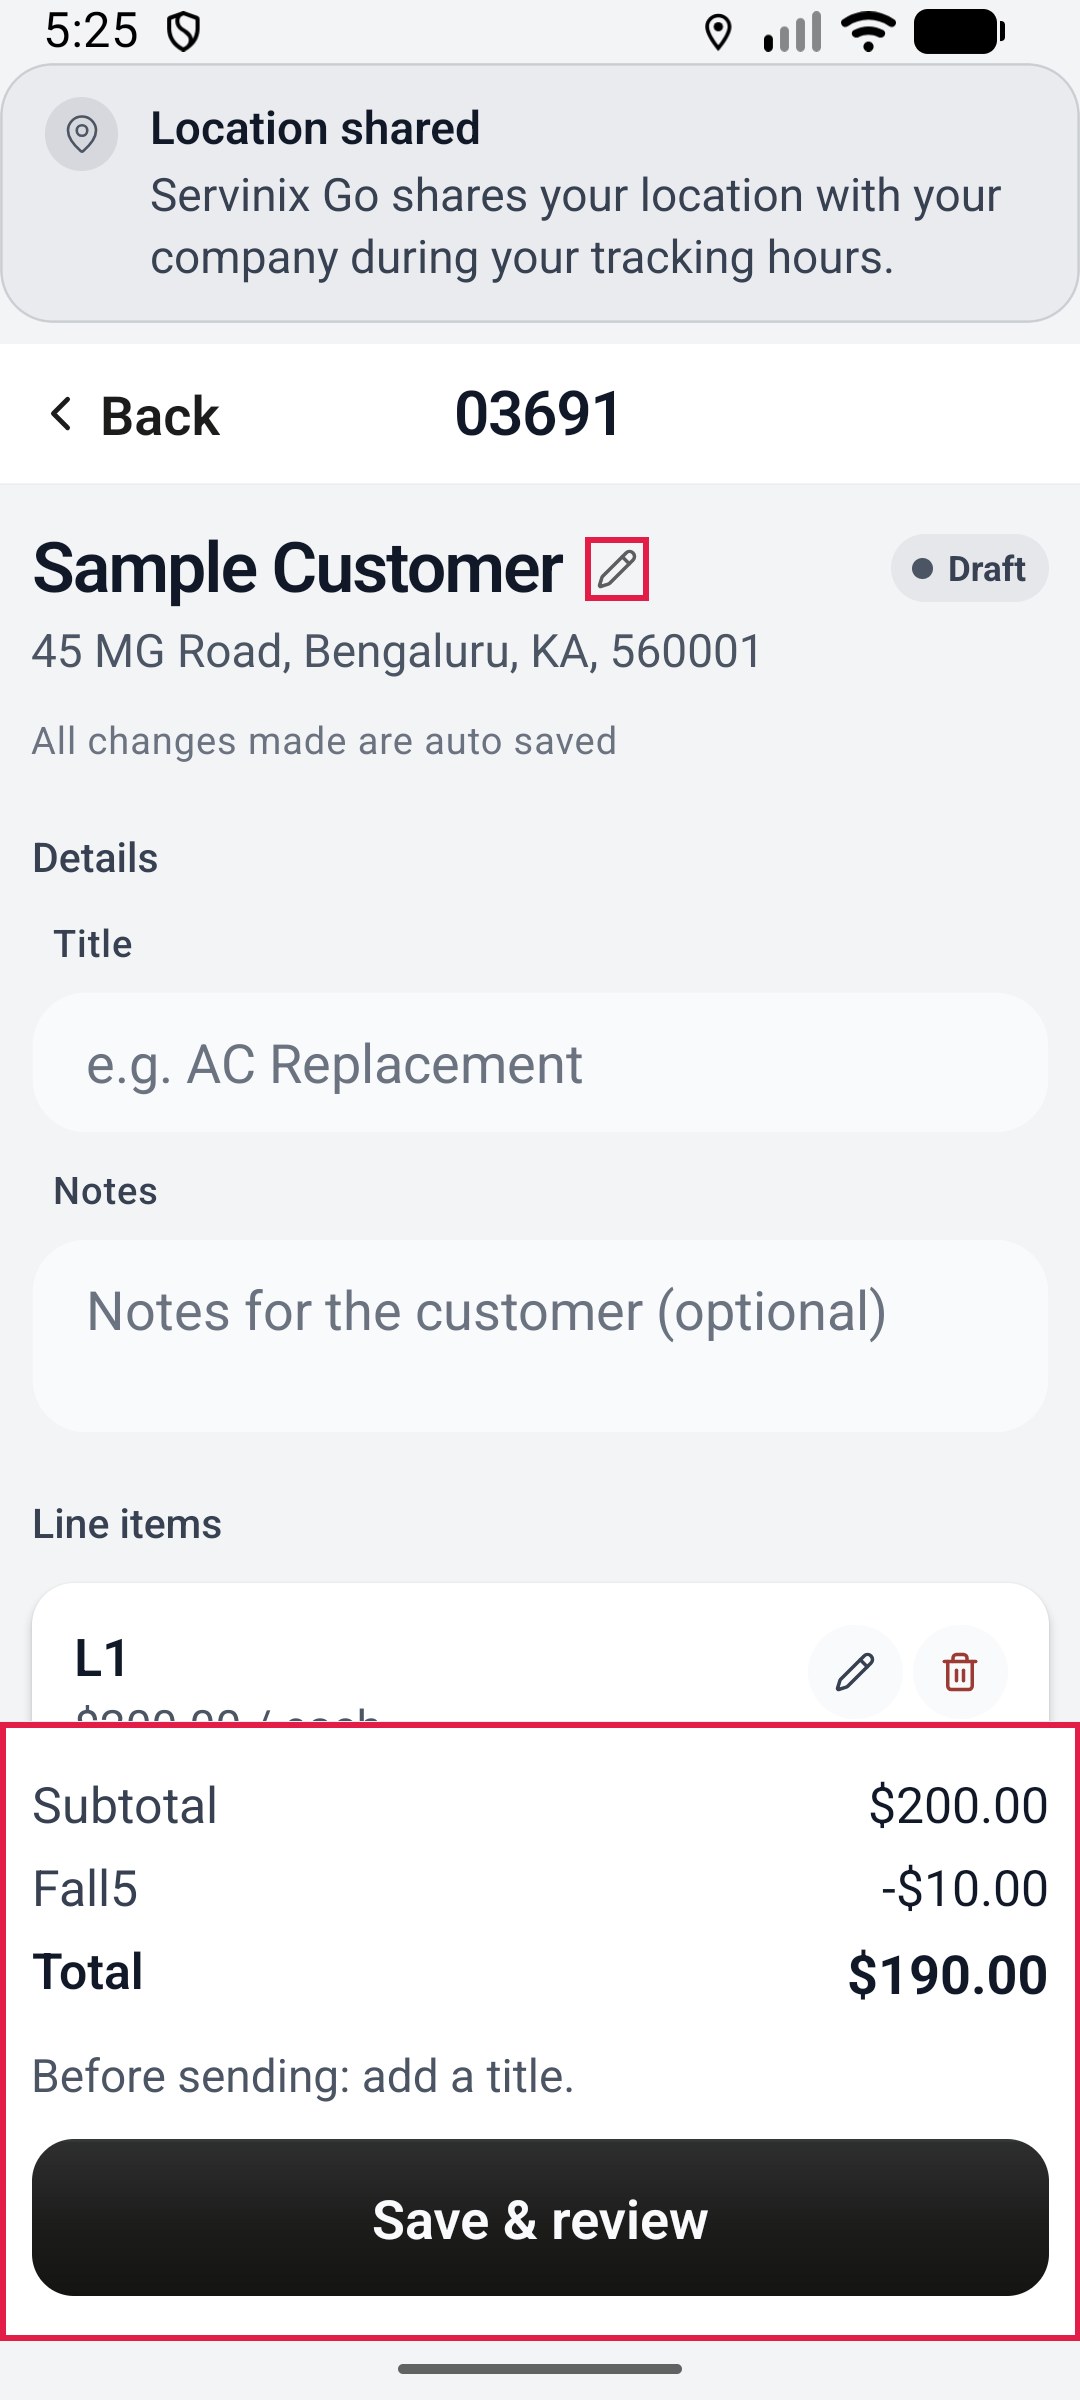 5:25
Location shared
Servinix Go shares your location with your
company during your tracking hours.
Back
03691
Sample Customer
Draft
45 MG Road, Bengaluru, KA, 560001
All changes made are auto saved
Details
Title
e.g. AC Replacement
Notes
Notes for the customer (optional)
Line items
L1
Subtotal $200.00
Fall5 -$10.00
Total $190.00
Before sending: add a title.
Save & review